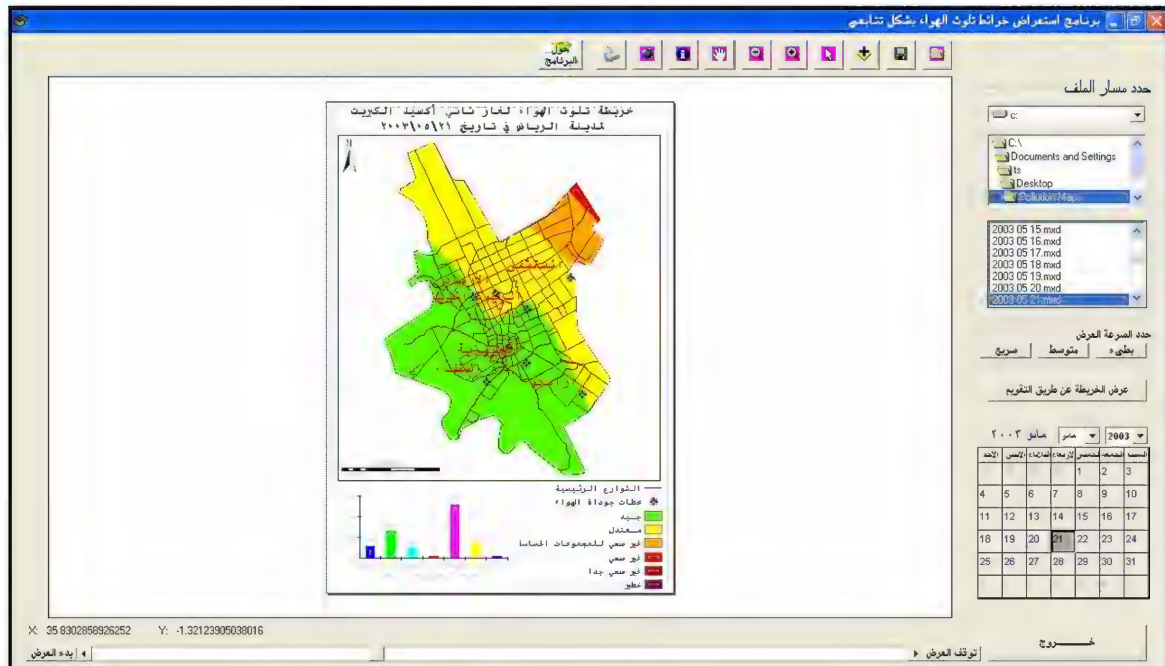 برنامج استعراض خرائط تلوث الهواء بشكل تتابعي
حول البرنامج
حدد مسار الملف
c:
C:\
Documents and Settings
ts
Desktop
Pollution Map
2003 05 15.mxd
2003 05 16.mxd
2003 05 17.mxd
2003 05 18.mxd
2003 05 19.mxd
2003 05 20.mxd
2003 05 21.mxd
حدد السرعة العرض
بطيء متوسط سريع
عرض الخريطة عن طريق التقويم
2003 مايو مايو ٢٠٠٣
الأحد الاثنين الثلاثاء الأربعاء الخميس الجمعة السبت
1 2 3
4 5 6 7 8 9 10
11 12 13 14 15 16 17
18 19 20 21 22 23 24
25 26 27 28 29 30 31
خـــــروج
خريطة تلوث الهواء لغاز ثاني أكسيد الكبريت
لمدينة الرياض في تاريخ ٢٠٠٣\٠٥\٢١
N
الشوارع الرئيسية
محطات جوداة الهواء
جيد
معتدل
غير صحي للمجموعات الحساسة
غير صحي
غير صحي جدا
خطير
X: 35.8302858926252 Y: -1.32123905038016
توقف العرض
بدء العرض